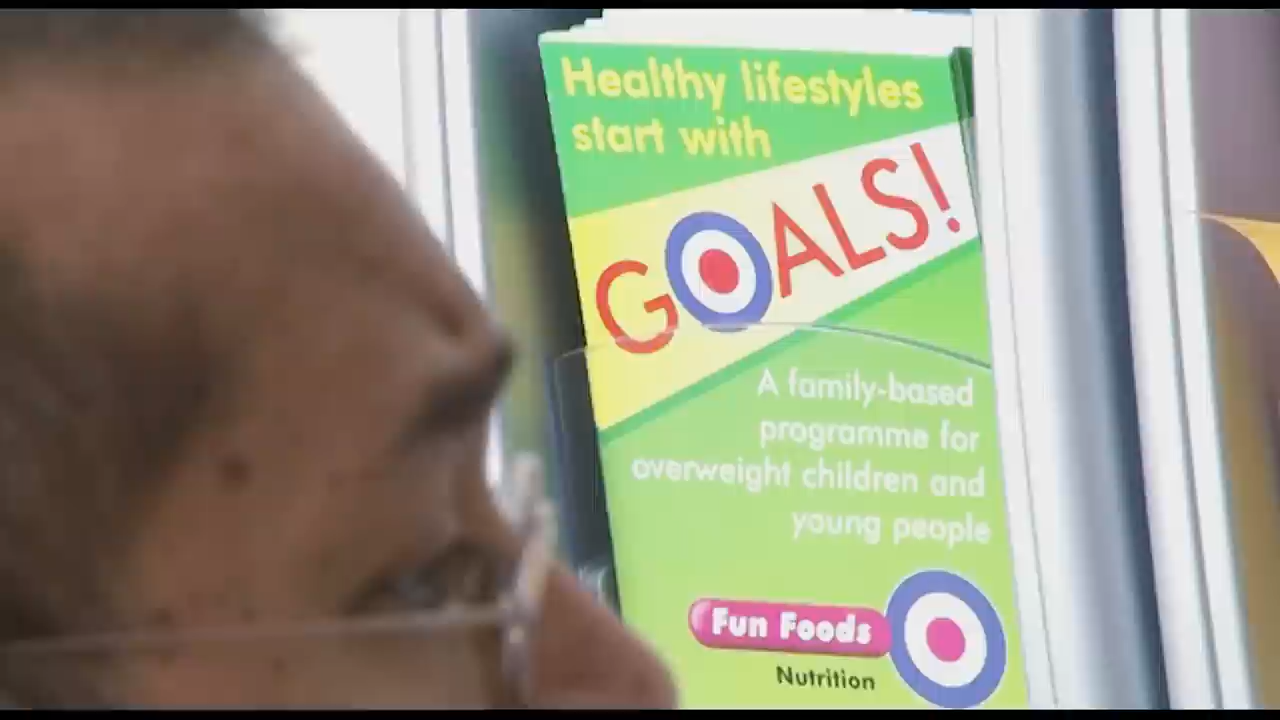 Healthy lifestyles
start with
GOALS!
A family-based
programme for
overweight children and
young people
Fun Foods
Nutrition